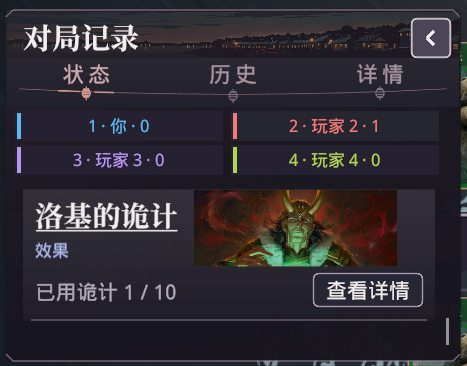 对局记录
状态 历史 详情
1 · 你 · 0 2 · 玩家 2 · 1
3 · 玩家 3 · 0 4 · 玩家 4 · 0
洛基的诡计
效果
已用诡计 1 / 10 查看详情